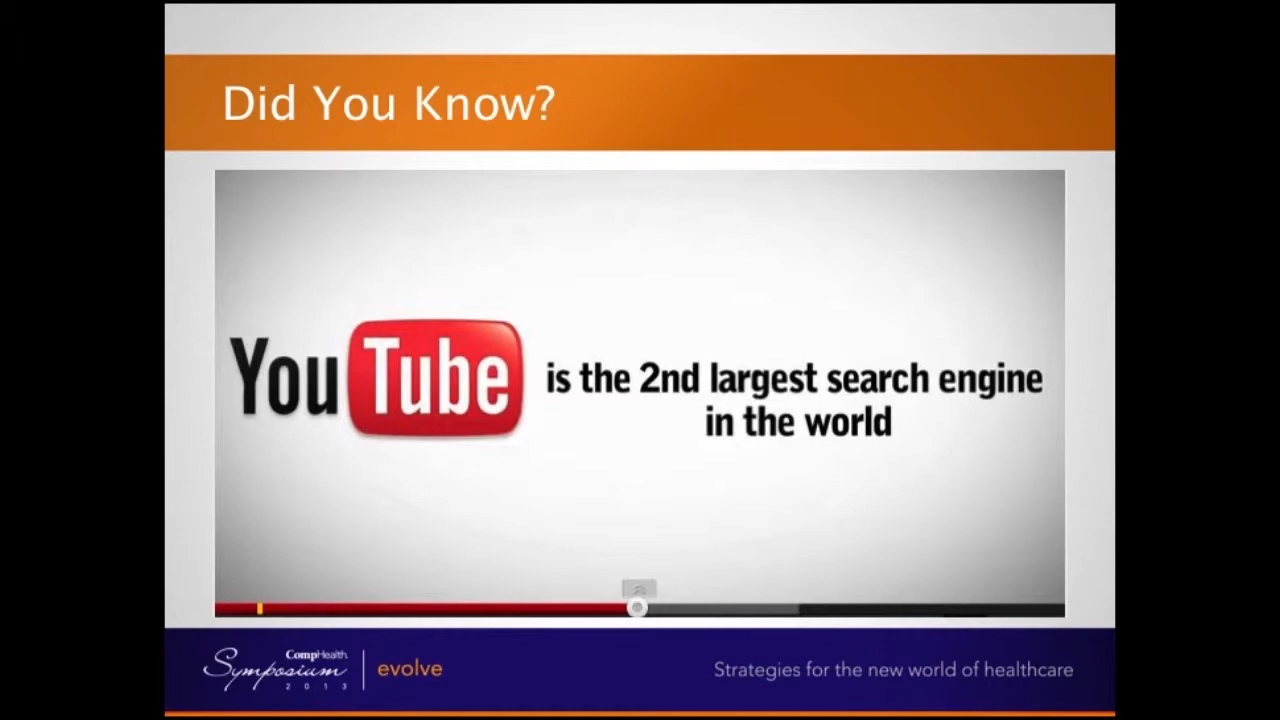 Did You Know?
YouTube
is the 2nd largest search engine
in the world
CompHealth
Symposium
2013
evolve
Strategies for the new world of healthcare